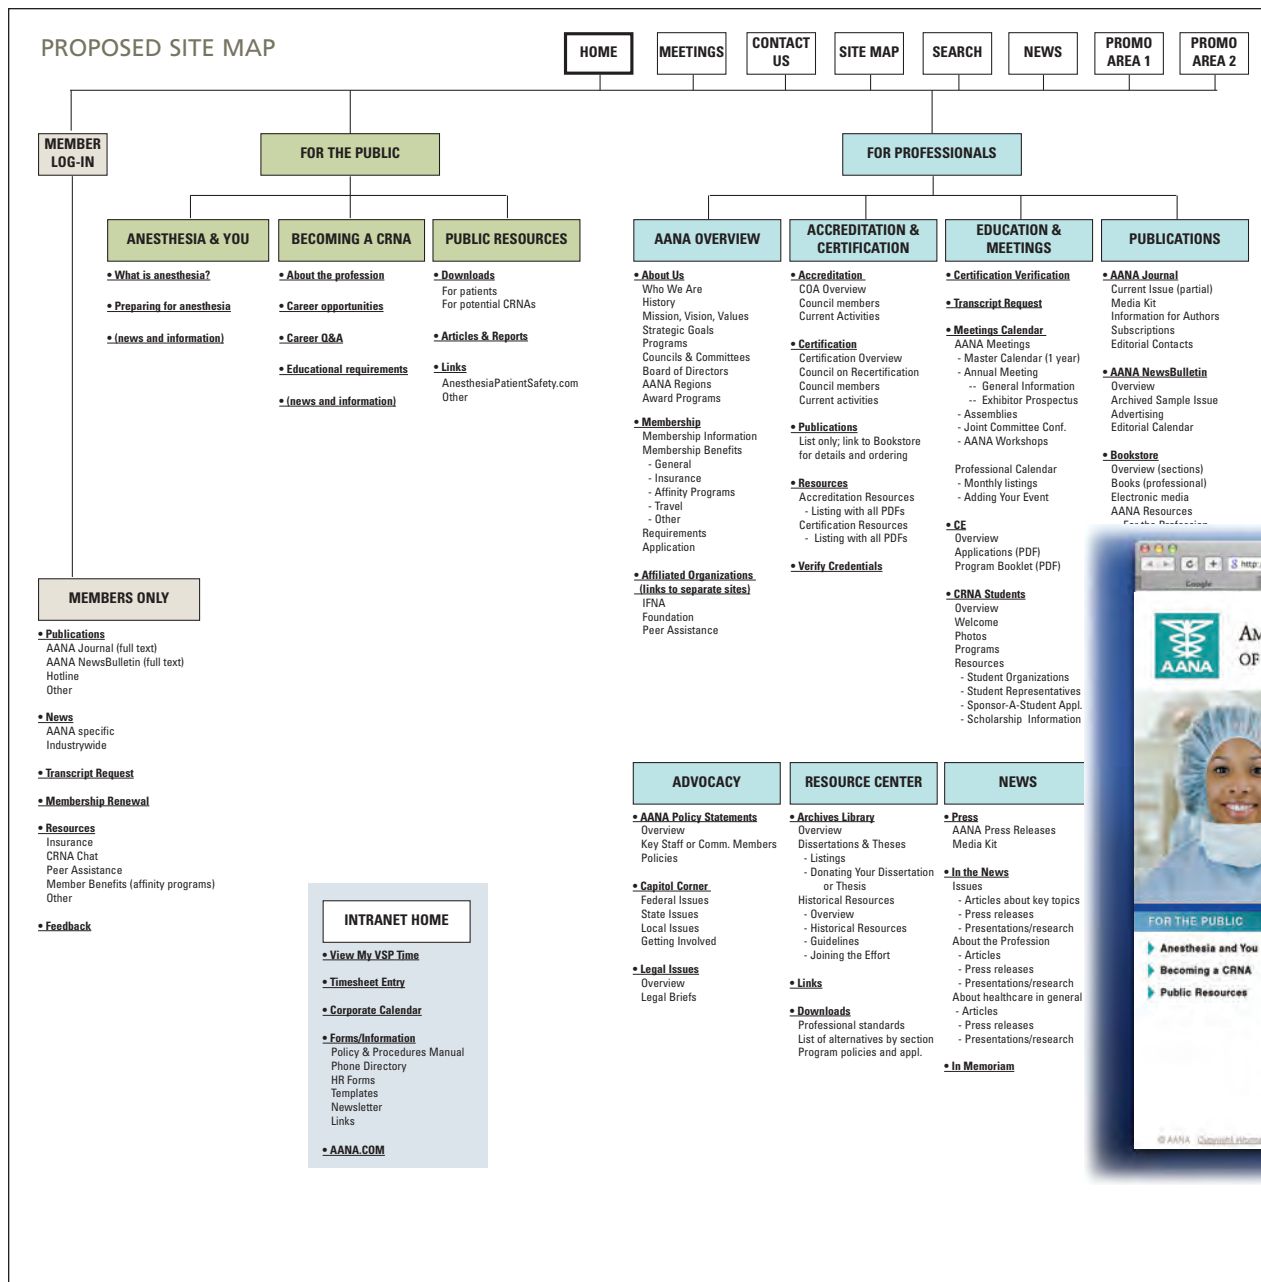 PROPOSED SITE MAP
HOME
MEETINGS
CONTACT
US
SITE MAP
SEARCH
NEWS
PROMO
AREA 1
PROMO
AREA 2
MEMBER
LOG-IN
FOR THE PUBLIC
FOR PROFESSIONALS
ANESTHESIA & YOU
• What is anesthesia?
• Preparing for anesthesia
• (news and information)
BECOMING A CRNA
• About the profession
• Career opportunities
• Career Q&A
• Educational requirements
• (news and information)
PUBLIC RESOURCES
• Downloads
For patients
For potential CRNAs
• Articles & Reports
• Links
AnesthesiaPatientSafety.com
Other
AANA OVERVIEW
• About Us
Who We Are
History
Mission, Vision, Values
Strategic Goals
Programs
Councils & Committees
Board of Directors
AANA Regions
Award Programs
• Membership
Membership Information
Membership Benefits
- General
- Insurance
- Affinity Programs
- Travel
- Other
Requirements
Application
• Affiliated Organizations
(links to separate sites)
IFNA
Foundation
Peer Assistance
ACCREDITATION &
CERTIFICATION
• Accreditation
COA Overview
Council members
Current Activities
• Certification
Certification Overview
Council on Recertification
Council members
Current activities
• Publications
List only; link to Bookstore
for details and ordering
• Resources
Accreditation Resources
- Listing with all PDFs
Certification Resources
- Listing with all PDFs
• Verify Credentials
EDUCATION &
MEETINGS
• Certification Verification
• Transcript Request
• Meetings Calendar
AANA Meetings
- Master Calendar (1 year)
- Annual Meeting
-- General Information
-- Exhibitor Prospectus
- Assemblies
- Joint Committee Conf.
- AANA Workshops
Professional Calendar
- Monthly listings
- Adding Your Event
• CE
Overview
Applications (PDF)
Program Booklet (PDF)
• CRNA Students
Overview
Welcome
Photos
Programs
Resources
- Student Organizations
- Student Representatives
- Sponsor-A-Student Appl.
- Scholarship Information
PUBLICATIONS
• AANA Journal
Current Issue (partial)
Media Kit
Information for Authors
Subscriptions
Editorial Contacts
• AANA NewsBulletin
Overview
Archived Sample Issue
Advertising
Editorial Calendar
• Bookstore
Overview (sections)
Books (professional)
Electronic media
AANA Resources
- For the Profession
MEMBERS ONLY
• Publications
AANA Journal (full text)
AANA NewsBulletin (full text)
Hotline
Other
• News
AANA specific
Industrywide
• Transcript Request
• Membership Renewal
• Resources
Insurance
CRNA Chat
Peer Assistance
Member Benefits (affinity programs)
Other
• Feedback
INTRANET HOME
• View My VSP Time
• Timesheet Entry
• Corporate Calendar
• Forms/Information
Policy & Procedures Manual
Phone Directory
HR Forms
Templates
Newsletter
Links
• AANA.COM
ADVOCACY
• AANA Policy Statements
Overview
Key Staff or Comm. Members
Policies
• Capitol Corner
Federal Issues
State Issues
Local Issues
Getting Involved
• Legal Issues
Overview
Legal Briefs
RESOURCE CENTER
• Archives Library
Overview
Dissertations & Theses
- Listings
- Donating Your Dissertation
or Thesis
Historical Resources
- Overview
- Historical Resources
- Guidelines
- Joining the Effort
• Links
• Downloads
Professional standards
List of alternatives by section
Program policies and appl.
NEWS
• Press
AANA Press Releases
Media Kit
• In the News
Issues
- Articles about key topics
- Press releases
- Presentations/research
About the Profession
- Articles
- Press releases
- Presentations/research
About healthcare in general
- Articles
- Press releases
- Presentations/research
• In Memoriam
http:
Google
AANA
AM
OF
FOR THE PUBLIC
Anesthesia and You
Becoming a CRNA
Public Resources
© AANA